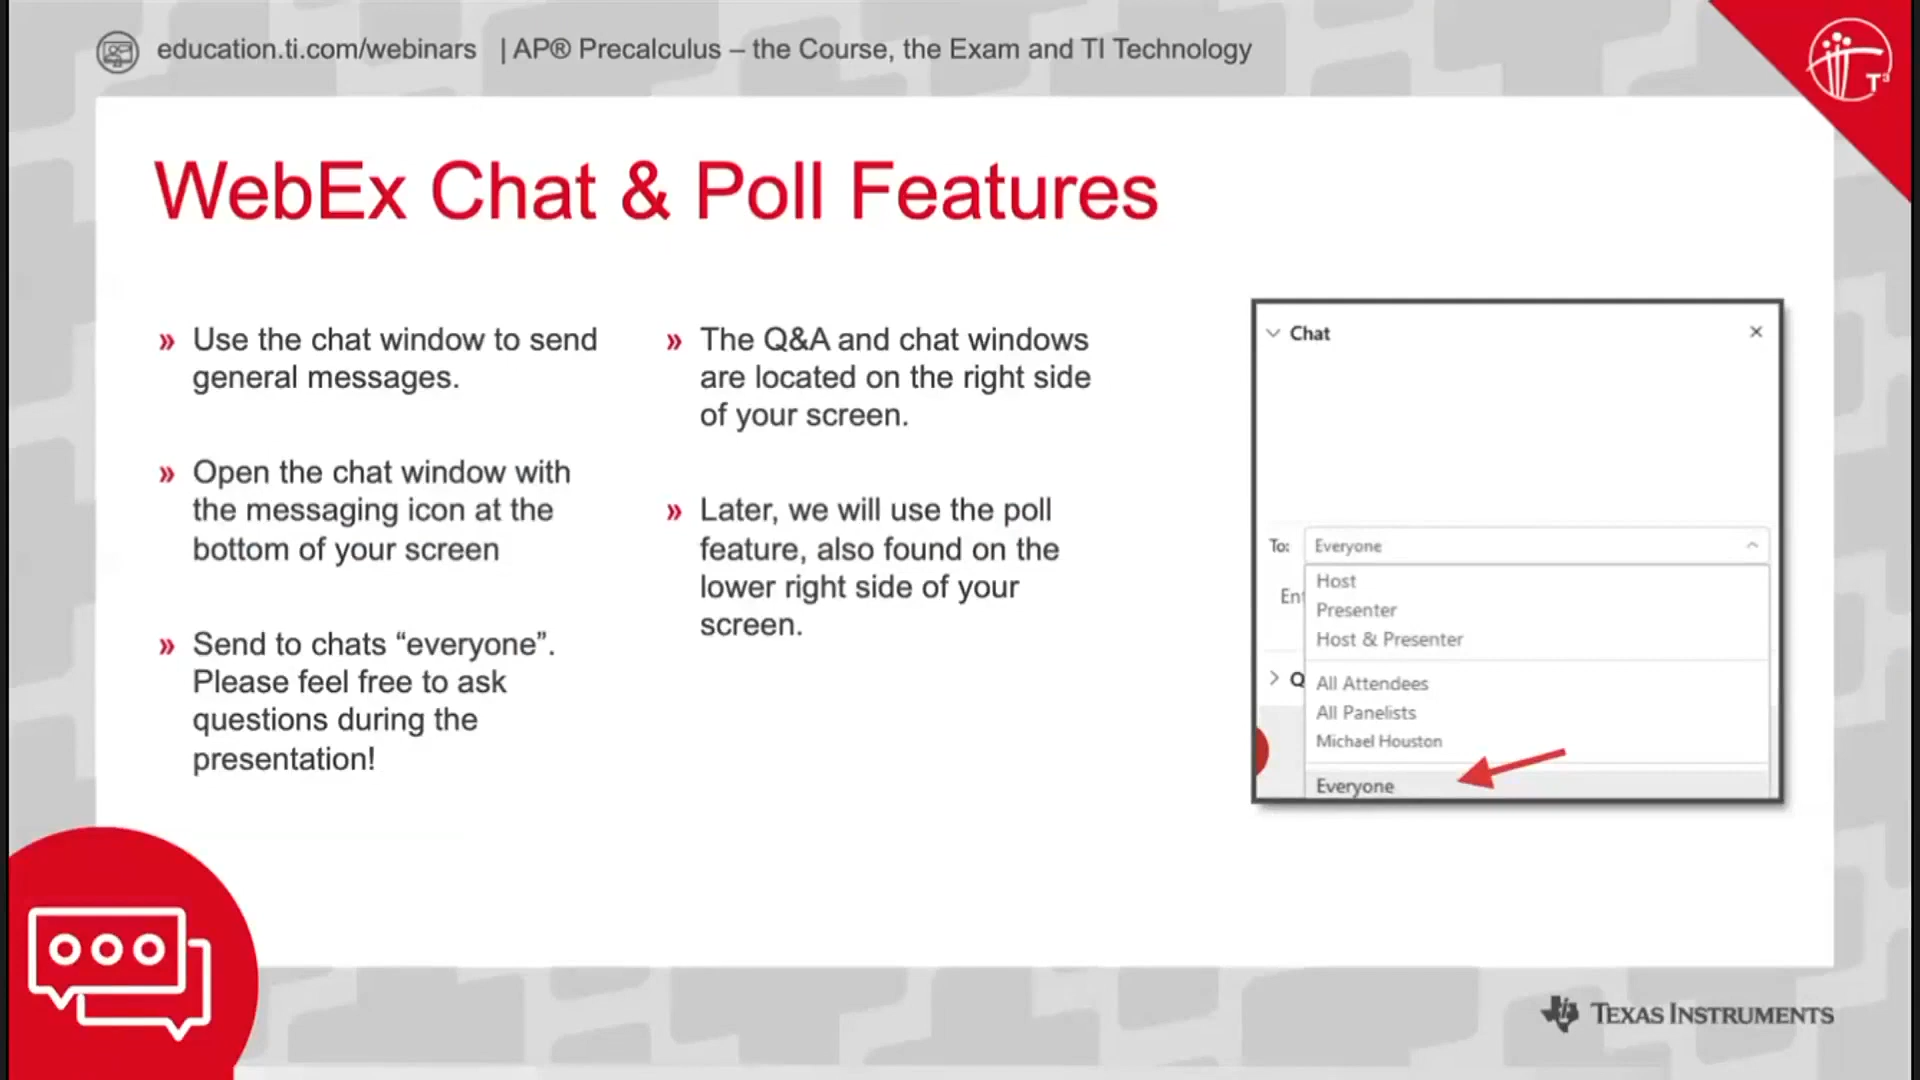 education.ti.com/webinars | AP® Precalculus – the Course, the Exam and TI Technology
T³
WebEx Chat & Poll Features
» Use the chat window to send
general messages.
» Open the chat window with
the messaging icon at the
bottom of your screen
» Send to chats “everyone”.
Please feel free to ask
questions during the
presentation!
» The Q&A and chat windows
are located on the right side
of your screen.
» Later, we will use the poll
feature, also found on the
lower right side of your
screen.
Chat
To: Everyone
Host
Ent
Presenter
Host & Presenter
Q
All Attendees
All Panelists
Michael Houston
Everyone
TEXAS INSTRUMENTS